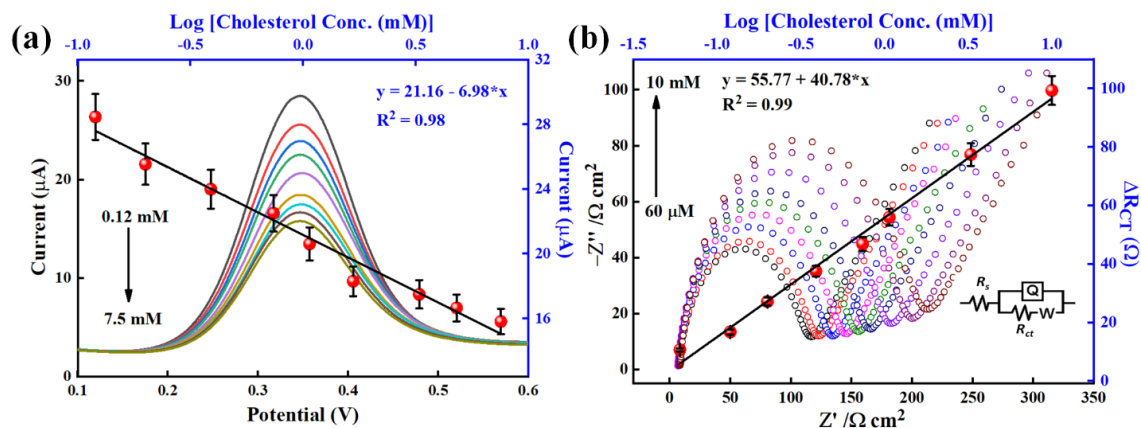 (a)
Log [Cholesterol Conc. (mM)]
-1.0 -0.5 0.0 0.5 1.0
30
20
10
0
Current (μA)
0.12 mM
7.5 mM
y = 21.16 - 6.98*x
R² = 0.98
32
28
24
20
16
Current (μA)
0.1 0.2 0.3 0.4 0.5 0.6
Potential (V)
(b)
Log [Cholesterol Conc. (mM)]
-1.5 -1.0 -0.5 0.0 0.5 1.0
100
80
60
40
20
0
−Z'' /Ω cm²
10 mM
60 μM
y = 55.77 + 40.78*x
R² = 0.99
Rs
Q
W
Rct
100
80
60
40
20
0
ΔRCT (Ω)
0 50 100 150 200 250 300 350
Z' /Ω cm²